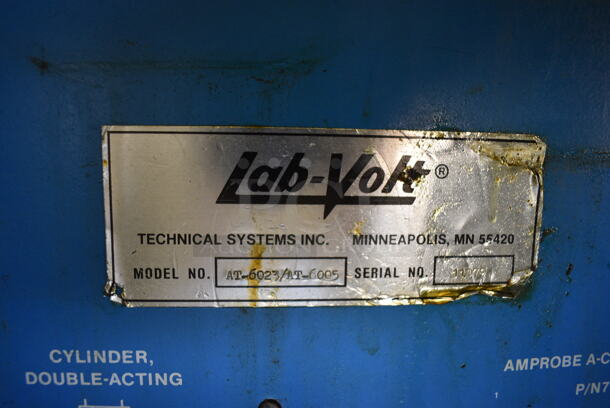 Lab-Volt®
TECHNICAL SYSTEMS INC. MINNEAPOLIS, MN 55420
MODEL NO. AT-6023/AT-6005 SERIAL NO.
CYLINDER,
DOUBLE-ACTING
AMPROBE A-C
P/N7
1